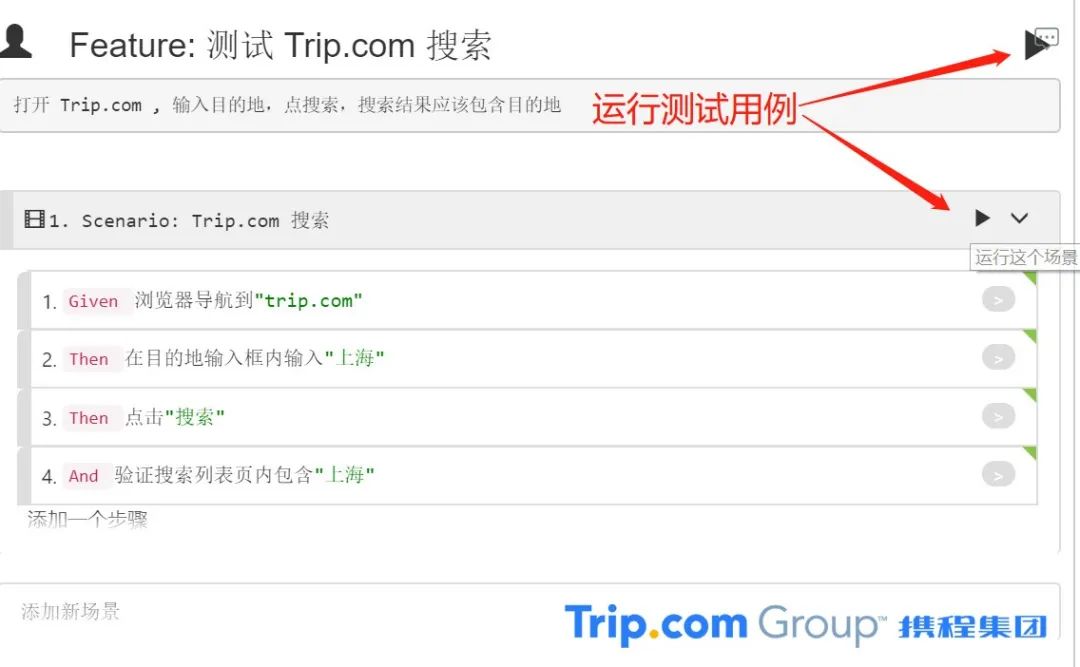 Feature: 测试 Trip.com 搜索
打开 Trip.com , 输入目的地，点搜索，搜索结果应该包含目的地
运行测试用例
1. Scenario: Trip.com 搜索
运行这个场景
1. Given 浏览器导航到"trip.com"
2. Then 在目的地输入框内输入"上海"
3. Then 点击"搜索"
4. And 验证搜索列表页内包含"上海"
添加一个步骤
添加新场景
Trip.com Group™ 携程集团